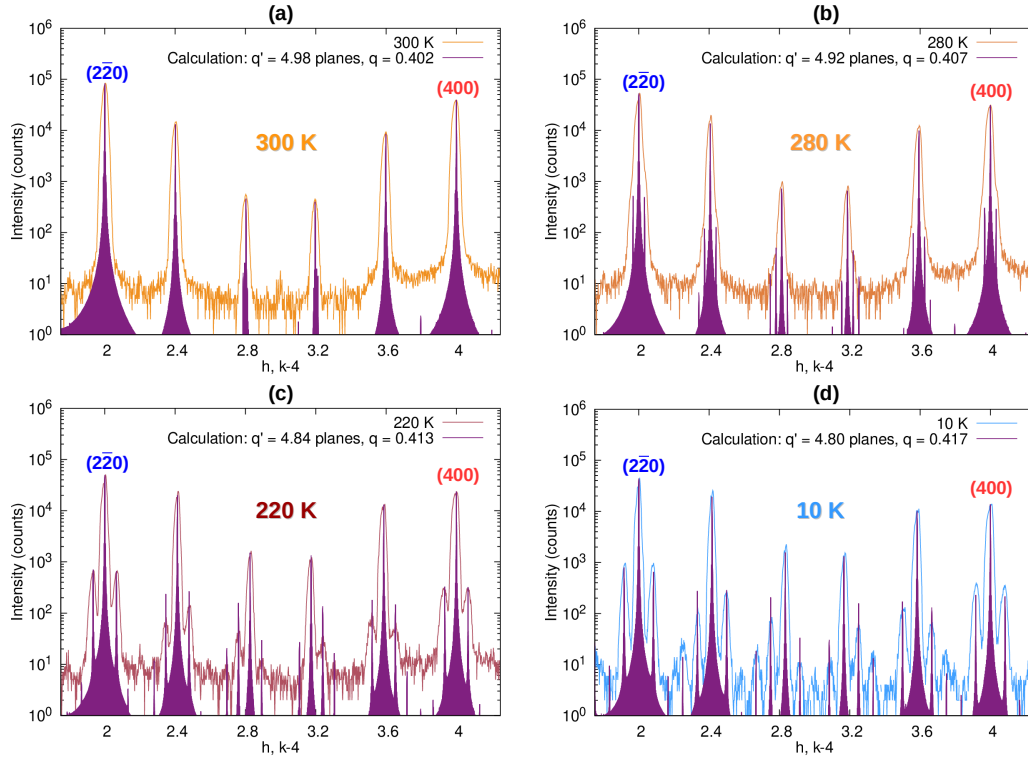 (a)
10⁶
10⁵
10⁴
10³
10²
10¹
10⁰
Intensity (counts)
300 K
Calculation: q' = 4.98 planes, q = 0.402
(22̅0)
(400)
300 K
2 2.4 2.8 3.2 3.6 4
h, k-4
(b)
10⁶
10⁵
10⁴
10³
10²
10¹
10⁰
Intensity (counts)
280 K
Calculation: q' = 4.92 planes, q = 0.407
(22̅0)
(400)
280 K
2 2.4 2.8 3.2 3.6 4
h, k-4
(c)
10⁶
10⁵
10⁴
10³
10²
10¹
10⁰
Intensity (counts)
220 K
Calculation: q' = 4.84 planes, q = 0.413
(22̅0)
(400)
220 K
2 2.4 2.8 3.2 3.6 4
h, k-4
(d)
10⁶
10⁵
10⁴
10³
10²
10¹
10⁰
Intensity (counts)
10 K
Calculation: q' = 4.80 planes, q = 0.417
(22̅0)
(400)
10 K
2 2.4 2.8 3.2 3.6 4
h, k-4